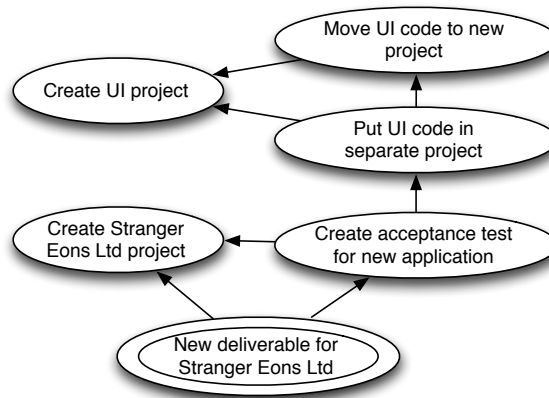 Move UI code to new
project
Create UI project
Put UI code in
separate project
Create Stranger
Eons Ltd project
Create acceptance test
for new application
New deliverable for
Stranger Eons Ltd